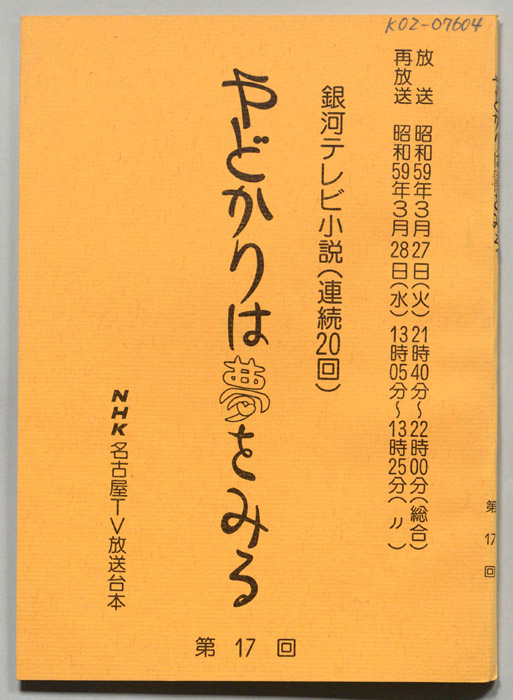 K02-07604
放送 昭和59年3月27日(火) 21時40分~22時00分(総合)
再放送 昭和59年3月28日(水) 13時05分~13時25分( 〃 )
銀河テレビ小説(連続20回)
やどかりは夢をみる
NHK名古屋TV放送台本
第 17 回
第 17 回